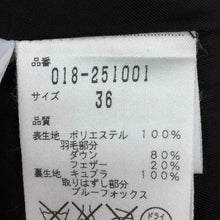 品番
018-251001
サイズ
36
品質
表生地 ポリエステル 100%
羽毛部分
ダウン 80%
フェザー 20%
裏生地 キュプラ 100%
取りはずし部分
ブルーフォックス